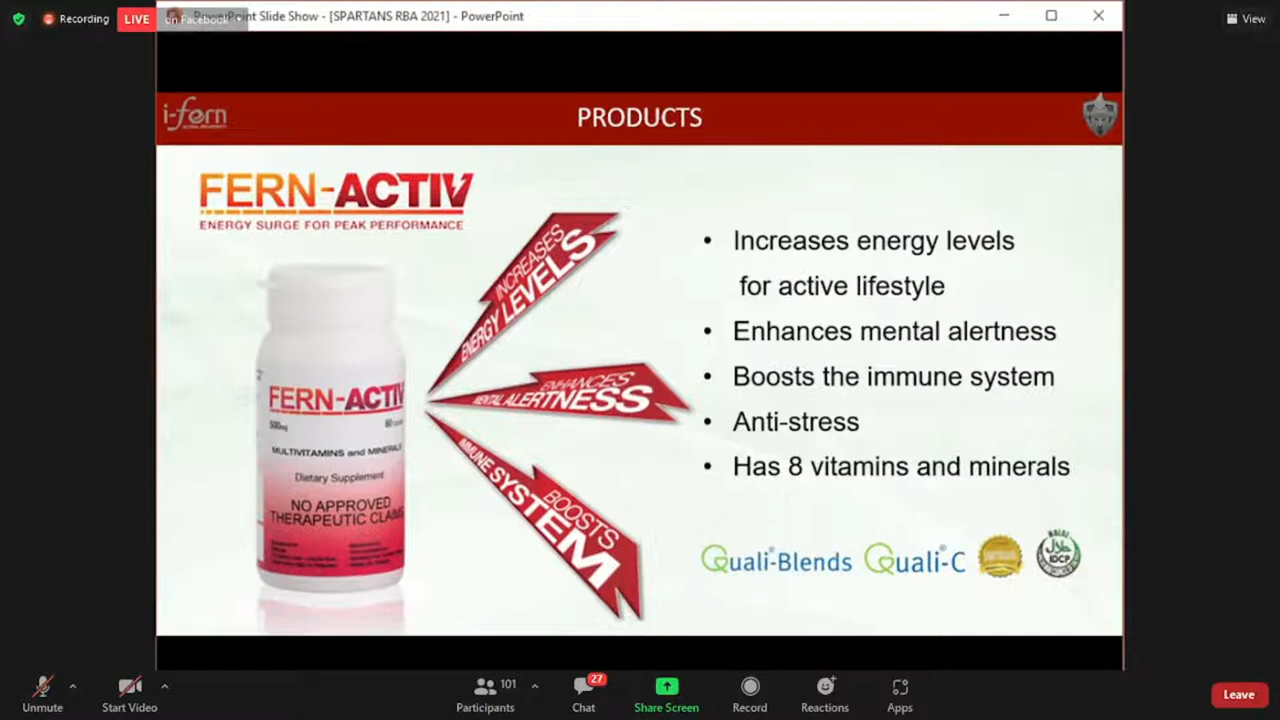 Recording
LIVE
on Facebook
PowerPoint Slide Show - [SPARTANS RBA 2021] - PowerPoint
View
i-fern
PRODUCTS
FERN-ACTIV
ENERGY SURGE FOR PEAK PERFORMANCE
INCREASES
ENERGY LEVELS
ENHANCES
MENTAL ALERTNESS
BOOSTS
IMMUNE SYSTEM
FERN-ACTIV
500mg
60
MULTIVITAMINS and MINERALS
Dietary Supplement
NO APPROVED
THERAPEUTIC CLAIMS
• Increases energy levels
for active lifestyle
• Enhances mental alertness
• Boosts the immune system
• Anti-stress
• Has 8 vitamins and minerals
Quali®-Blends
Quali®-C
HALAL
IDCP
Unmute
Start Video
101
Participants
27
Chat
Share Screen
Record
Reactions
Apps
Leave